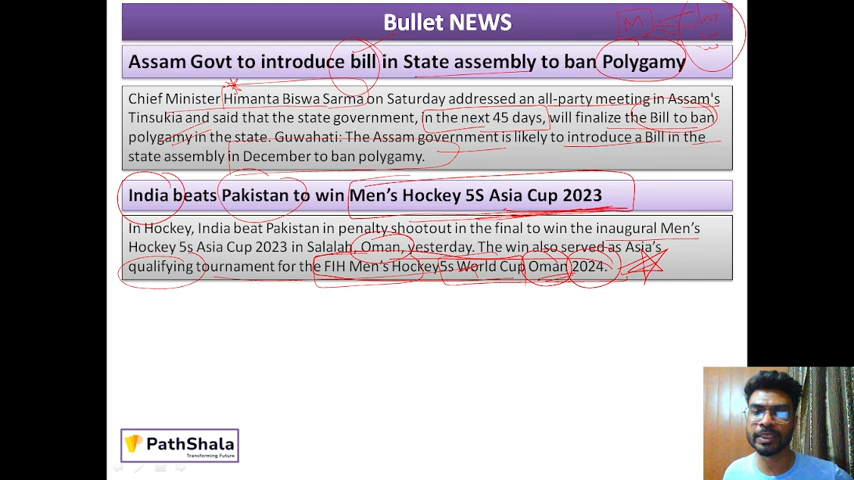 Bullet NEWS
M
Assam Govt to introduce bill in State assembly to ban Polygamy
Chief Minister Himanta Biswa Sarma on Saturday addressed an all-party meeting in Assam's
Tinsukia and said that the state government, in the next 45 days, will finalize the Bill to ban
polygamy in the state. Guwahati: The Assam government is likely to introduce a Bill in the
state assembly in December to ban polygamy.
India beats Pakistan to win Men's Hockey 5S Asia Cup 2023
In Hockey, India beat Pakistan in penalty shootout in the final to win the inaugural Men's
Hockey 5s Asia Cup 2023 in Salalah, Oman, yesterday. The win also served as Asia's
qualifying tournament for the FIH Men's Hockey5s World Cup Oman 2024.
PathShala
Transforming Future